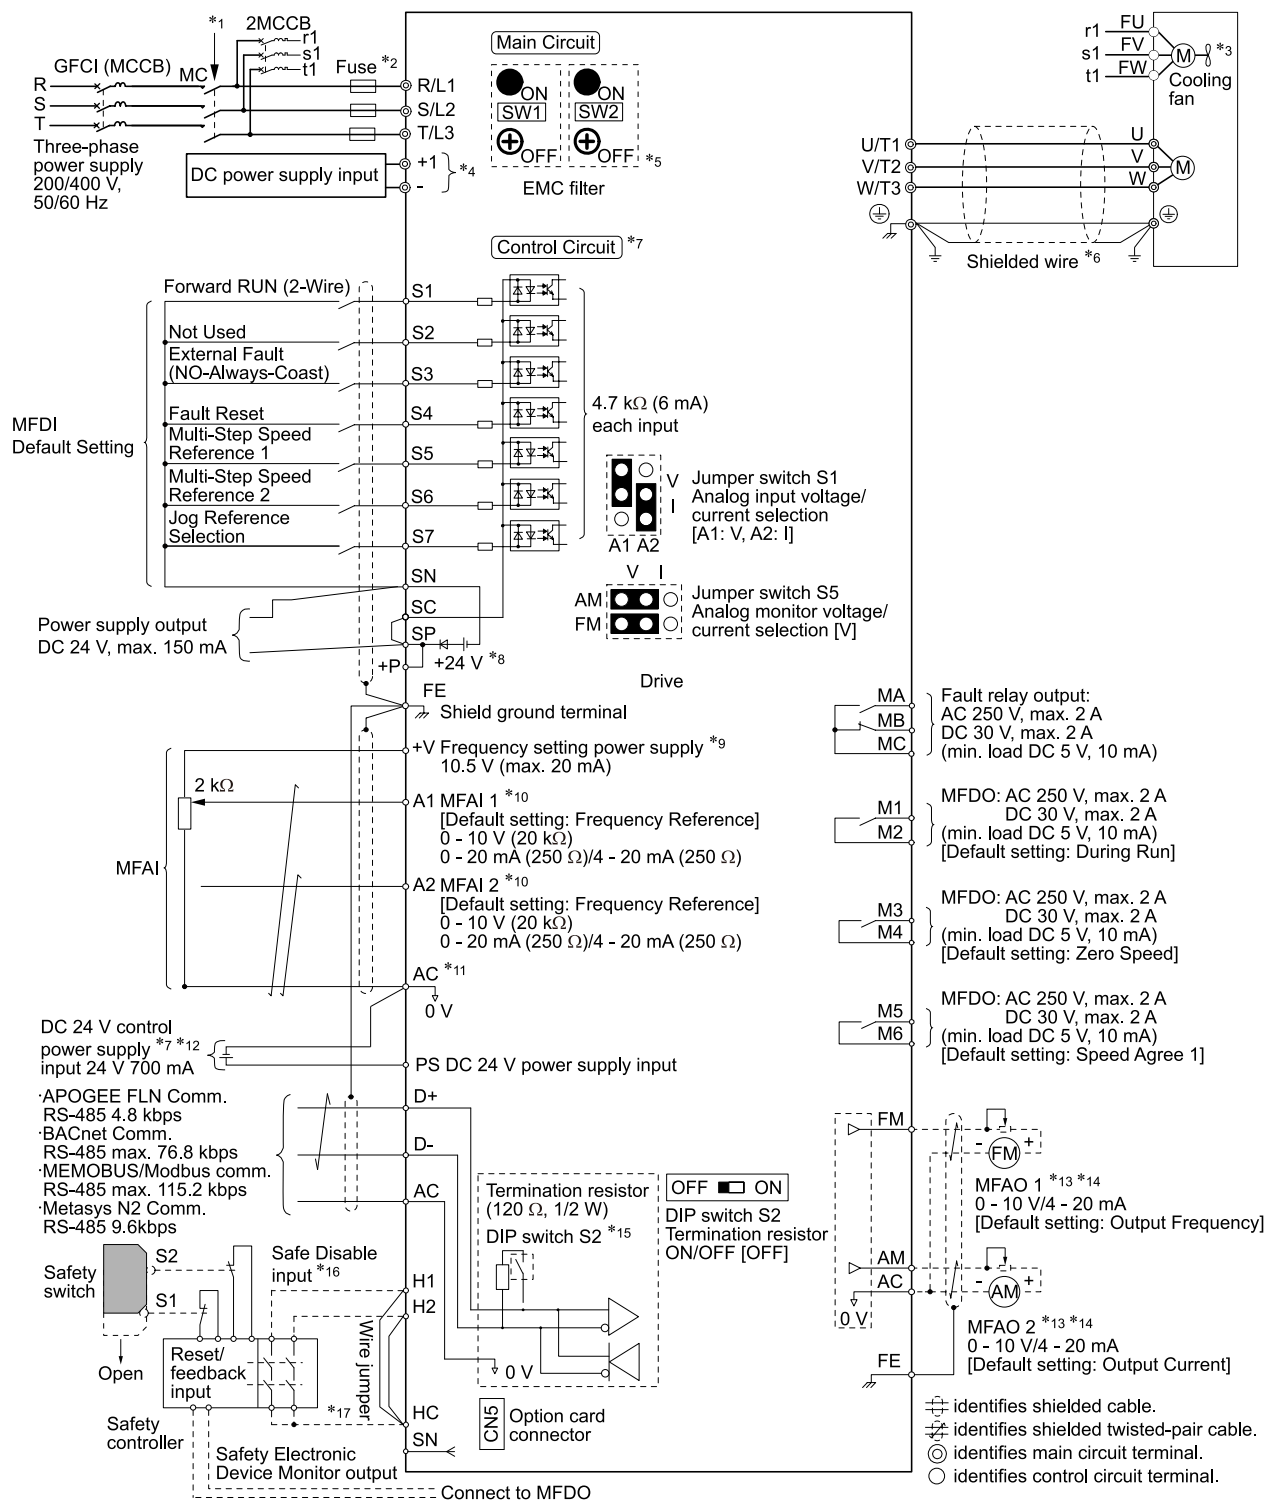 *1
2MCCB
r1
s1
t1
GFCI (MCCB)
MC
Fuse *2
R
S
T
R/L1
S/L2
T/L3
Three-phase
power supply
200/400 V,
50/60 Hz
DC power supply input
+1
-
*4
Main Circuit
ON
SW1
OFF
ON
SW2
OFF
*5
EMC filter
r1
s1
t1
FU
FV
FW
M
*3
Cooling
fan
U/T1
V/T2
W/T3
U
V
W
M
Shielded wire *6
Control Circuit *7
MFDI
Default Setting
Forward RUN (2-Wire)
S1
Not Used
S2
External Fault
(NO-Always-Coast)
S3
Fault Reset
S4
Multi-Step Speed
Reference 1
S5
Multi-Step Speed
Reference 2
S6
Jog Reference
Selection
S7
4.7 kΩ (6 mA)
each input
V
I
A1 A2
Jumper switch S1
Analog input voltage/
current selection
[A1: V, A2: I]
V I
AM
FM
Jumper switch S5
Analog monitor voltage/
current selection [V]
SN
SC
SP
+P
+24 V *8
Power supply output
DC 24 V, max. 150 mA
Drive
FE
Shield ground terminal
MFAI
2 kΩ
+V Frequency setting power supply *9
10.5 V (max. 20 mA)
A1 MFAI 1 *10
[Default setting: Frequency Reference]
0 - 10 V (20 kΩ)
0 - 20 mA (250 Ω)/4 - 20 mA (250 Ω)
A2 MFAI 2 *10
[Default setting: Frequency Reference]
0 - 10 V (20 kΩ)
0 - 20 mA (250 Ω)/4 - 20 mA (250 Ω)
AC *11
0 V
DC 24 V control
power supply *7 *12
input 24 V 700 mA
PS DC 24 V power supply input
MA
MB
MC
Fault relay output:
AC 250 V, max. 2 A
DC 30 V, max. 2 A
(min. load DC 5 V, 10 mA)
M1
M2
MFDO: AC 250 V, max. 2 A
DC 30 V, max. 2 A
(min. load DC 5 V, 10 mA)
[Default setting: During Run]
M3
M4
MFDO: AC 250 V, max. 2 A
DC 30 V, max. 2 A
(min. load DC 5 V, 10 mA)
[Default setting: Zero Speed]
M5
M6
MFDO: AC 250 V, max. 2 A
DC 30 V, max. 2 A
(min. load DC 5 V, 10 mA)
[Default setting: Speed Agree 1]
·APOGEE FLN Comm.
RS-485 4.8 kbps
·BACnet Comm.
RS-485 max. 76.8 kbps
·MEMOBUS/Modbus comm.
RS-485 max. 115.2 kbps
·Metasys N2 Comm.
RS-485 9.6kbps
D+
D-
AC
Termination resistor
(120 Ω, 1/2 W)
DIP switch S2 *15
0 V
OFF ON
DIP switch S2
Termination resistor
ON/OFF [OFF]
FM
- +
FM
MFAO 1 *13 *14
0 - 10 V/4 - 20 mA
[Default setting: Output Frequency]
AM
AC
0 V
- +
AM
MFAO 2 *13 *14
0 - 10 V/4 - 20 mA
[Default setting: Output Current]
FE
Safety
switch
S2
S1
Open
Safe Disable
input *16
H1
H2
Wire jumper
Reset/
feedback
input
*17
HC
SN
Safety
controller
Safety Electronic
Device Monitor output
Connect to MFDO
CN5
Option card
connector
identifies shielded cable.
identifies shielded twisted-pair cable.
identifies main circuit terminal.
identifies control circuit terminal.